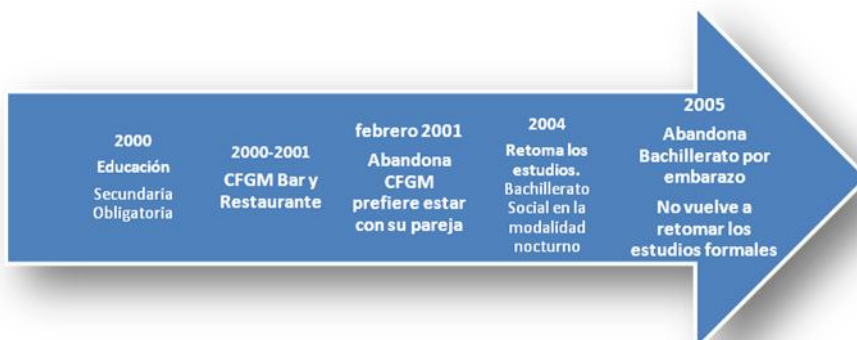 2000
Educación
Secundaria
Obligatoria
2000-2001
CFGM Bar y
Restaurante
febrero 2001
Abandona
CFGM
prefiere estar
con su pareja
2004
Retoma los
estudios.
Bachillerato
Social en la
modalidad
nocturno
2005
Abandona
Bachillerato por
embarazo
No vuelve a
retomar los
estudios formales